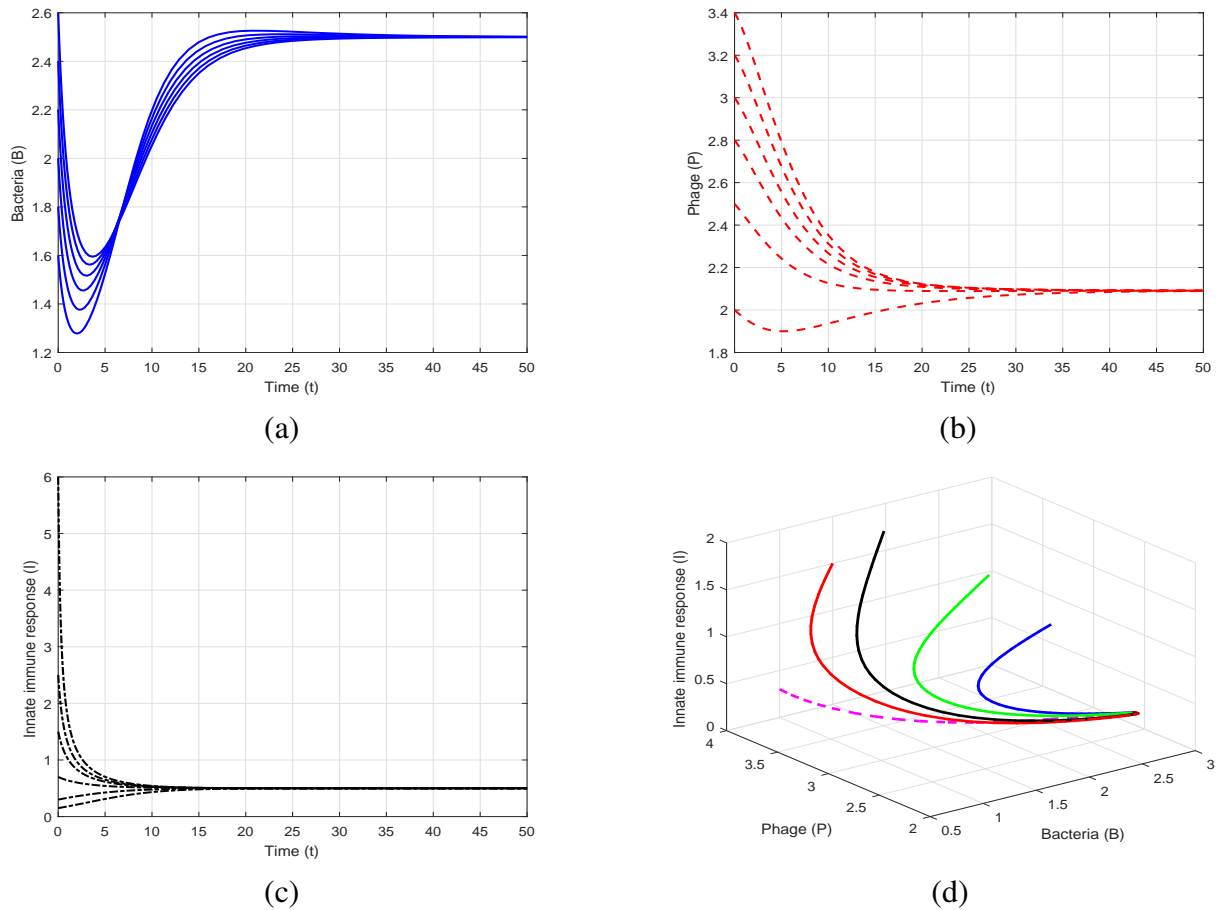 2.6
2.4
2.2
2
1.8
1.6
1.4
1.2
Bacteria (B)
0 5 10 15 20 25 30 35 40 45 50
Time (t)
(a)
3.4
3.2
3
2.8
2.6
2.4
2.2
2
1.8
Phage (P)
0 5 10 15 20 25 30 35 40 45 50
Time (t)
(b)
6
5
4
3
2
1
0
Innate immune response (I)
0 5 10 15 20 25 30 35 40 45 50
Time (t)
(c)
2
1.5
1
0.5
0
Innate immune response (I)
4
3.5
3
2.5
2
Phage (P)
0.5
1
1.5
2
2.5
3
Bacteria (B)
(d)